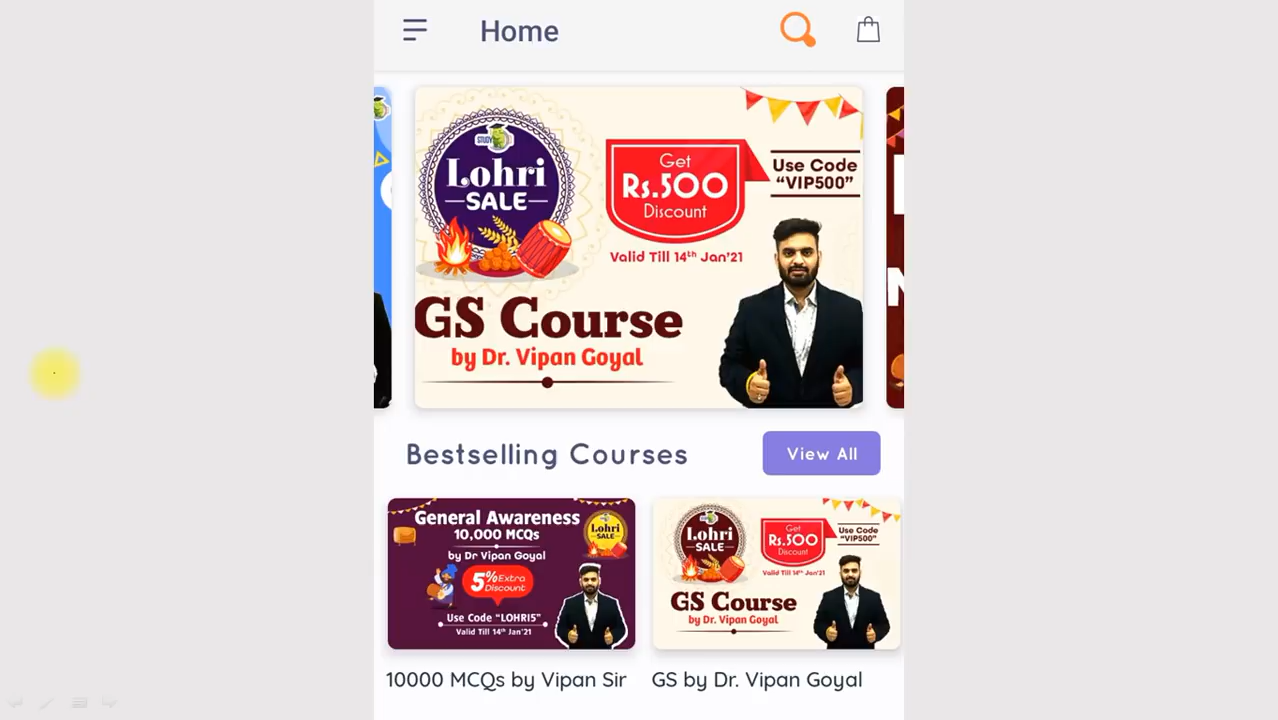 Home
STUDY
Lohri
SALE
Get
Rs.500
Discount
Valid Till 14th Jan'21
Use Code
"VIP500"
GS Course
by Dr. Vipan Goyal
Bestselling Courses
View All
General Awareness
10,000 MCQs
by Dr Vipan Goyal
5% Extra
Discount
Use Code "LOHRI5"
Valid Till 14th Jan'21
Lohri
SALE
Lohri
SALE
Get
Rs.500
Discount
Valid Till 14th Jan'21
Use Code
"VIP500"
GS Course
by Dr. Vipan Goyal
10000 MCQs by Vipan Sir
GS by Dr. Vipan Goyal